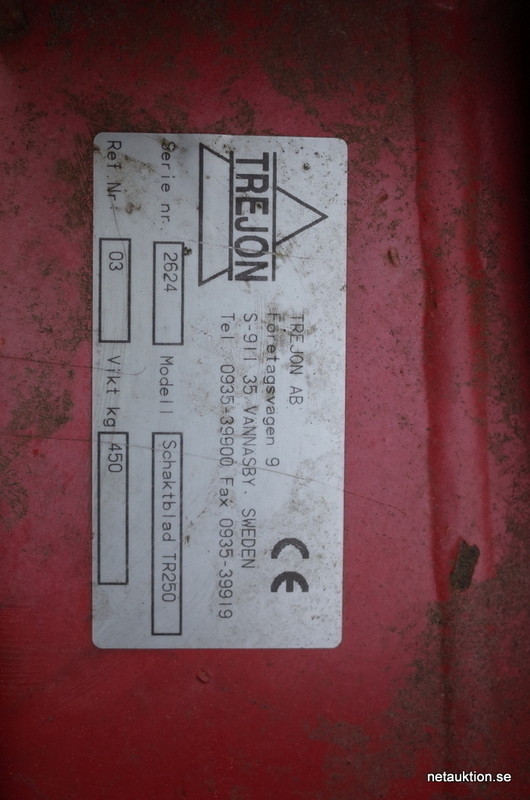 TREJON
TREJON AB
Företagsvägen 9
S-911 35 VÄNNÄSBY. SWEDEN
Tel 0935-39900 Fax 0935-39919
CE
Serie nr. 2624 Modell Schaktblad TR250
Ref.Nr 03 Vikt kg 450
netauktion.se